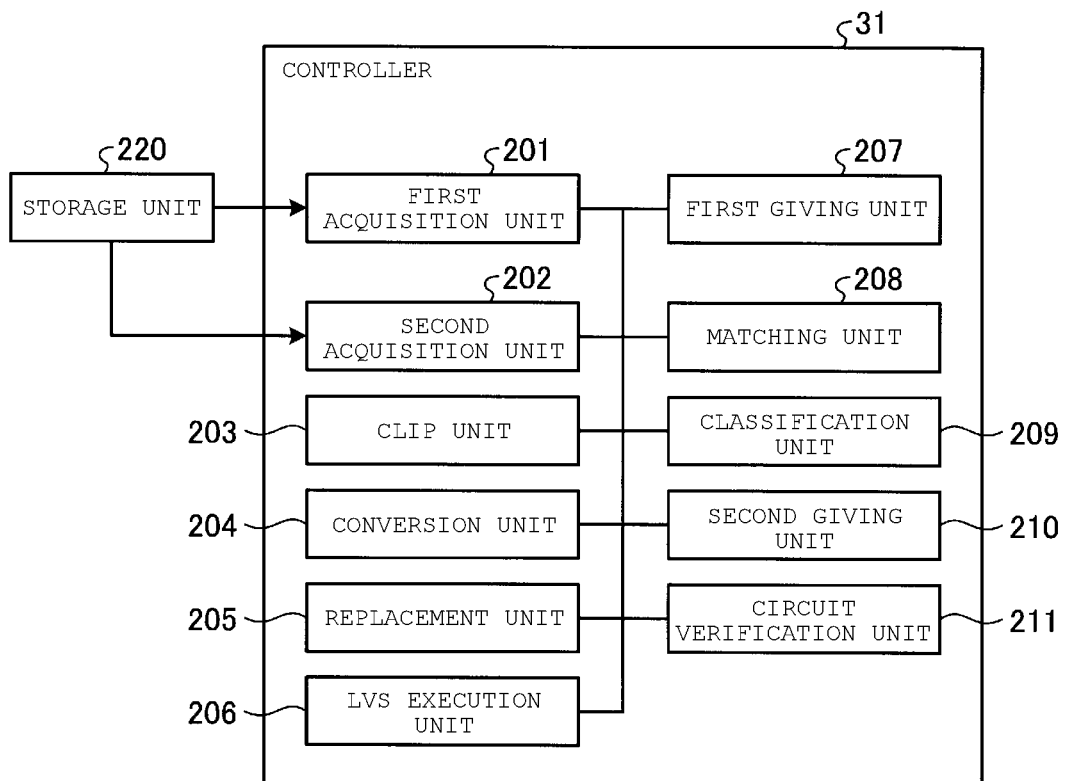 31
CONTROLLER
220
STORAGE UNIT
201
FIRST
ACQUISITION UNIT
207
FIRST GIVING UNIT
202
SECOND
ACQUISITION UNIT
208
MATCHING UNIT
203
CLIP UNIT
CLASSIFICATION
UNIT
209
204
CONVERSION UNIT
SECOND GIVING
UNIT
210
205
REPLACEMENT UNIT
CIRCUIT
VERIFICATION UNIT
211
206
LVS EXECUTION
UNIT